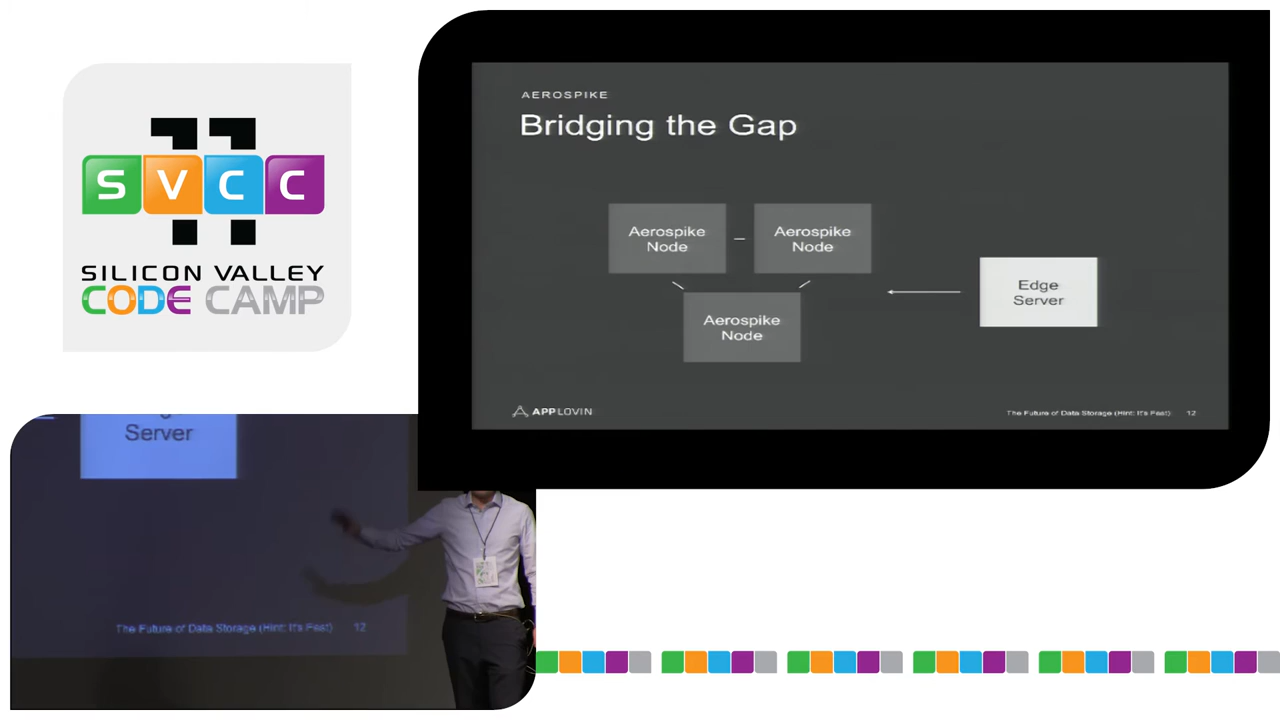 SVCC
SILICON VALLEY
CODE CAMP
AEROSPIKE
Bridging the Gap
Aerospike
Node
Aerospike
Node
Aerospike
Node
Edge
Server
APPLOVIN
The Future of Data Storage (Hint: It's Fast)
12
Server
The Future of Data Storage (Hint: It's Fast)
12